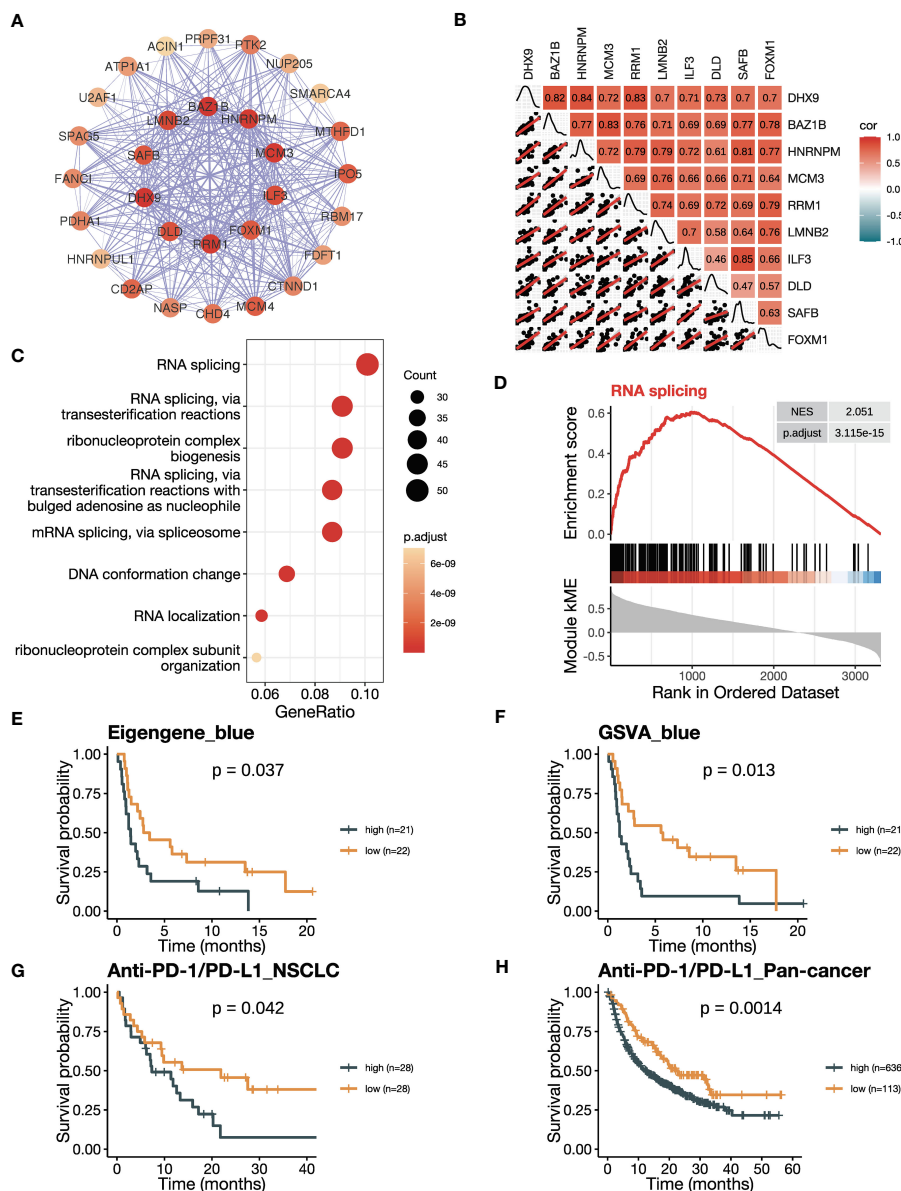 A
ACIN1
PRPF31
PTK2
ATP1A1
NUP205
U2AF1
BAZ1B
SMARCA4
LMNB2
HNRNPM
SPAG5
MTHFD1
SAFB
MCM3
FANCI
IPO5
DHX9
ILF3
PDHA1
RBM17
DLD
FOXM1
RRM1
HNRNPUL1
FDFT1
CD2AP
CTNND1
NASP
CHD4
MCM4
B
DHX9
BAZ1B
HNRNPM
MCM3
RRM1
LMNB2
ILF3
DLD
SAFB
FOXM1
0.82 0.84 0.72 0.83 0.7 0.71 0.73 0.7 0.7 DHX9
0.77 0.83 0.76 0.71 0.69 0.69 0.77 0.78 BAZ1B
0.72 0.79 0.79 0.72 0.61 0.81 0.77 HNRNPM
0.69 0.76 0.66 0.66 0.71 0.64 MCM3
0.74 0.69 0.72 0.69 0.79 RRM1
0.7 0.58 0.64 0.76 LMNB2
0.46 0.85 0.66 ILF3
0.47 0.57 DLD
0.63 SAFB
FOXM1
cor
1.0
0.5
0.0
-0.5
-1.0
C
RNA splicing
RNA splicing, via
transesterification reactions
ribonucleoprotein complex
biogenesis
RNA splicing, via
transesterification reactions with
bulged adenosine as nucleophile
mRNA splicing, via spliceosome
DNA conformation change
RNA localization
ribonucleoprotein complex subunit
organization
0.06 0.08 0.10
GeneRatio
Count
30
35
40
45
50
p.adjust
6e-09
4e-09
2e-09
D
RNA splicing
NES 2.051
p.adjust 3.115e-15
Enrichment score
0.6
0.4
0.2
0.0
Module kME
0.5
0.0
-0.5
1000 2000 3000
Rank in Ordered Dataset
E
Eigengene_blue
p = 0.037
Survival probability
1.00
0.75
0.50
0.25
0.00
0 5 10 15 20
Time (months)
high (n=21)
low (n=22)
F
GSVA_blue
p = 0.013
Survival probability
1.00
0.75
0.50
0.25
0.00
0 5 10 15 20
Time (months)
high (n=21
low (n=22)
G
Anti-PD-1/PD-L1_NSCLC
p = 0.042
Survival probability
1.00
0.75
0.50
0.25
0.00
0 10 20 30 40
Time (months)
high (n=28)
low (n=28)
H
Anti-PD-1/PD-L1_Pan-cancer
p = 0.0014
Survival probability
1.00
0.75
0.50
0.25
0.00
0 10 20 30 40 50 60
Time (months)
high (n=636
low (n=113)